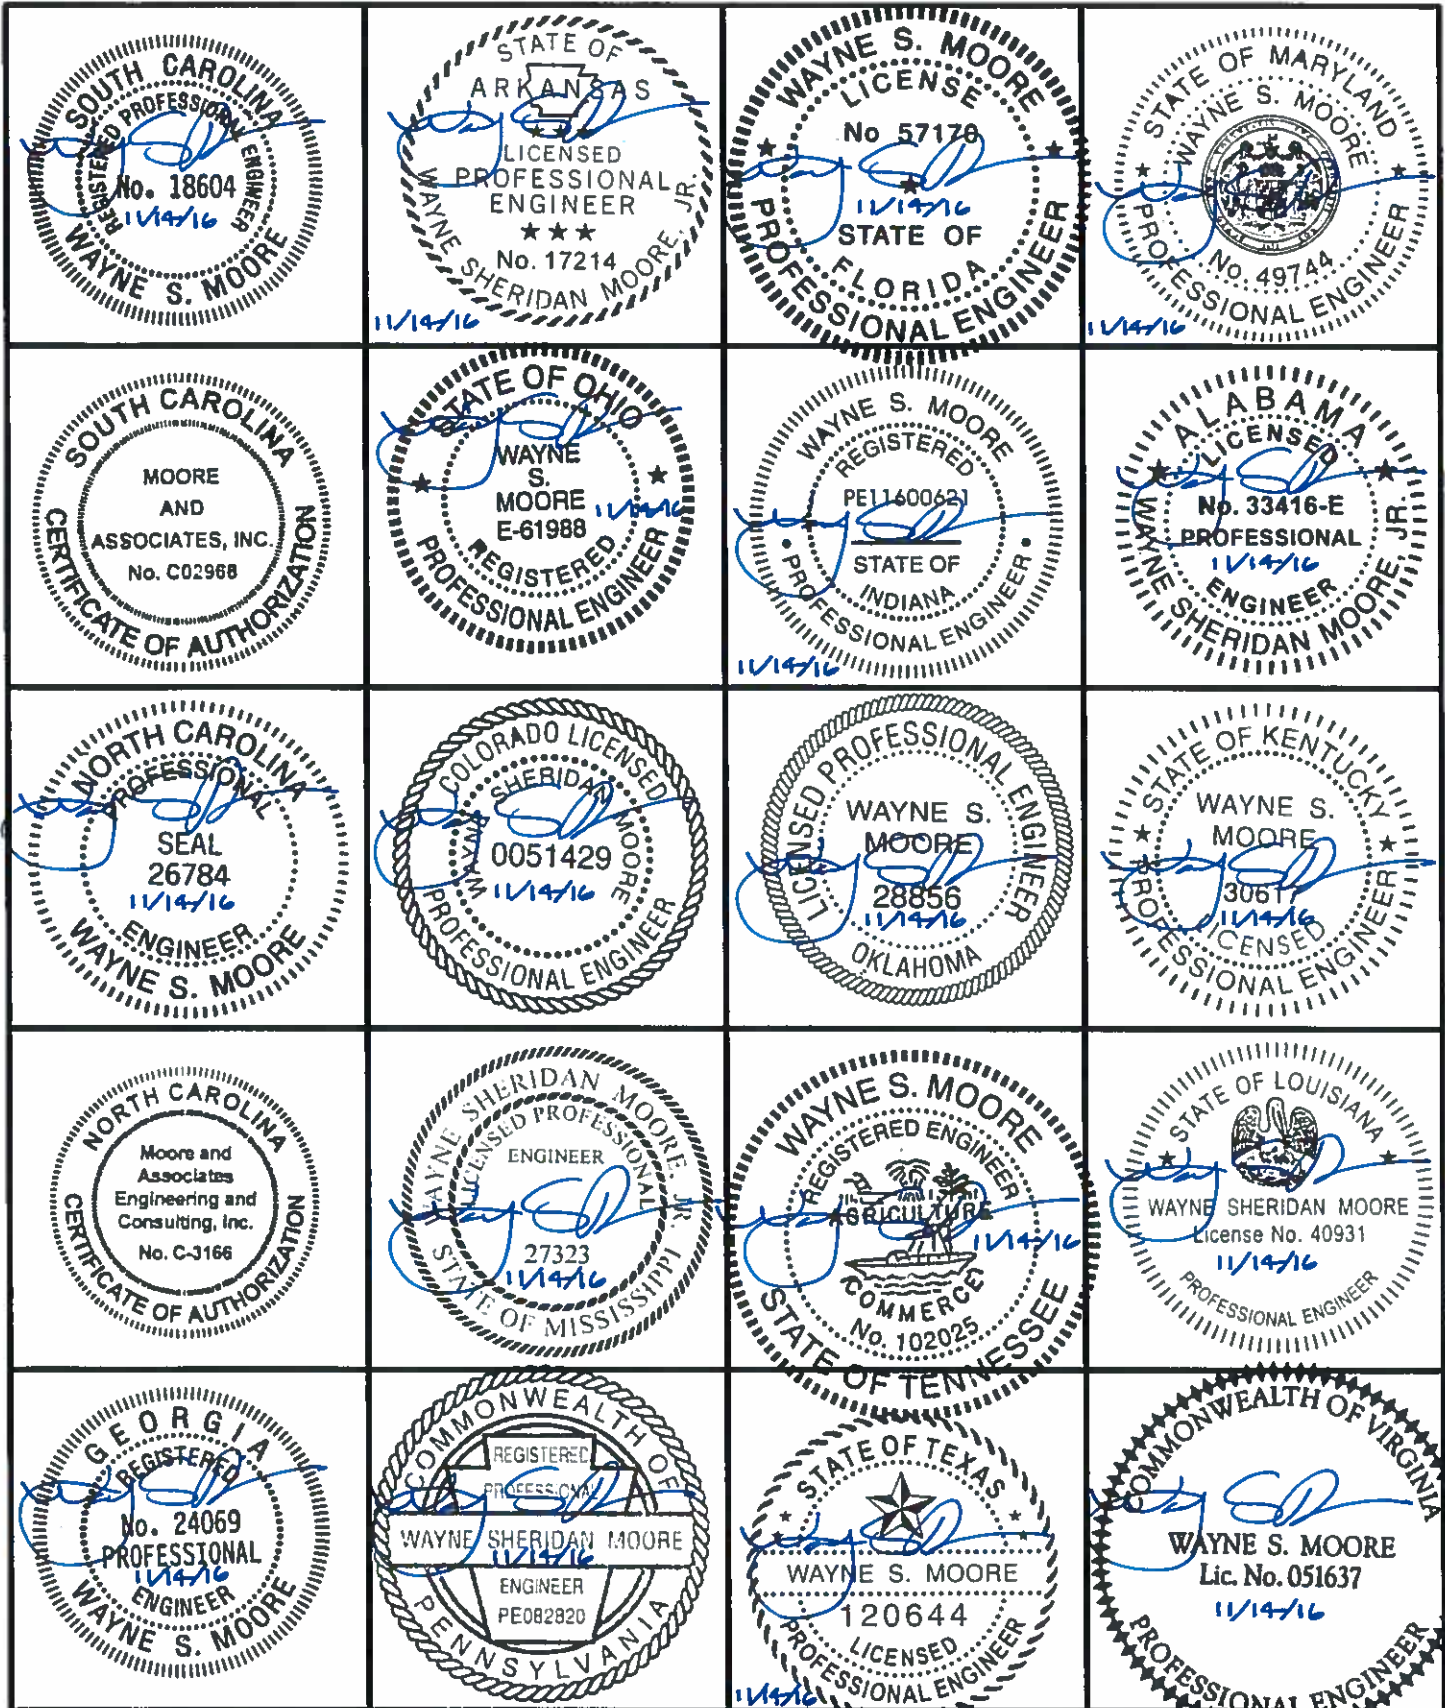 SOUTH CAROLINA
REGISTERED PROFESSIONAL ENGINEER
No. 18604
11/14/16
WAYNE S. MOORE
STATE OF
ARKANSAS
★★★
LICENSED
PROFESSIONAL
ENGINEER
★★★
No. 17214
WAYNE SHERIDAN MOORE, JR.
11/14/16
WAYNE S. MOORE
LICENSE
No 57170
11/14/16
STATE OF
FLORIDA
PROFESSIONAL ENGINEER
STATE OF MARYLAND
WAYNE S. MOORE
No. 49744
PROFESSIONAL ENGINEER
11/14/16
SOUTH CAROLINA
MOORE
AND
ASSOCIATES, INC.
No. C02968
CERTIFICATE OF AUTHORIZATION
STATE OF OHIO
WAYNE
S.
MOORE
E-61988
11/14/16
REGISTERED
PROFESSIONAL ENGINEER
WAYNE S. MOORE
REGISTERED
PE11600621
STATE OF
INDIANA
PROFESSIONAL ENGINEER
11/14/16
ALABAMA
LICENSED
No. 33416-E
PROFESSIONAL
11/14/16
ENGINEER
WAYNE SHERIDAN MOORE, JR.
NORTH CAROLINA
PROFESSIONAL
SEAL
26784
11/14/16
ENGINEER
WAYNE S. MOORE
COLORADO LICENSED
WAYNE SHERIDAN MOORE
0051429
11/14/16
PROFESSIONAL ENGINEER
LICENSED PROFESSIONAL ENGINEER
WAYNE S.
MOORE
28856
11/14/16
OKLAHOMA
STATE OF KENTUCKY
WAYNE S.
MOORE
30617
11/14/16
LICENSED
PROFESSIONAL ENGINEER
NORTH CAROLINA
Moore and
Associates
Engineering and
Consulting, Inc.
No. C-3166
CERTIFICATE OF AUTHORIZATION
WAYNE SHERIDAN MOORE, JR.
LICENSED PROFESSIONAL
ENGINEER
27323
11/14/16
STATE OF MISSISSIPPI
WAYNE S. MOORE
REGISTERED ENGINEER
AGRICULTURE
11/14/16
COMMERCE
No. 102025
STATE OF TENNESSEE
STATE OF LOUISIANA
WAYNE SHERIDAN MOORE
License No. 40931
11/14/16
PROFESSIONAL ENGINEER
GEORGIA
REGISTERED
No. 24069
PROFESSIONAL
11/14/16
ENGINEER
WAYNE S. MOORE
COMMONWEALTH OF
REGISTERED
PROFESSIONAL
WAYNE SHERIDAN MOORE
11/14/16
ENGINEER
PE082820
PENNSYLVANIA
STATE OF TEXAS
WAYNE S. MOORE
120644
LICENSED
PROFESSIONAL ENGINEER
11/14/16
COMMONWEALTH OF VIRGINIA
WAYNE S. MOORE
Lic. No. 051637
11/14/16
PROFESSIONAL ENGINEER